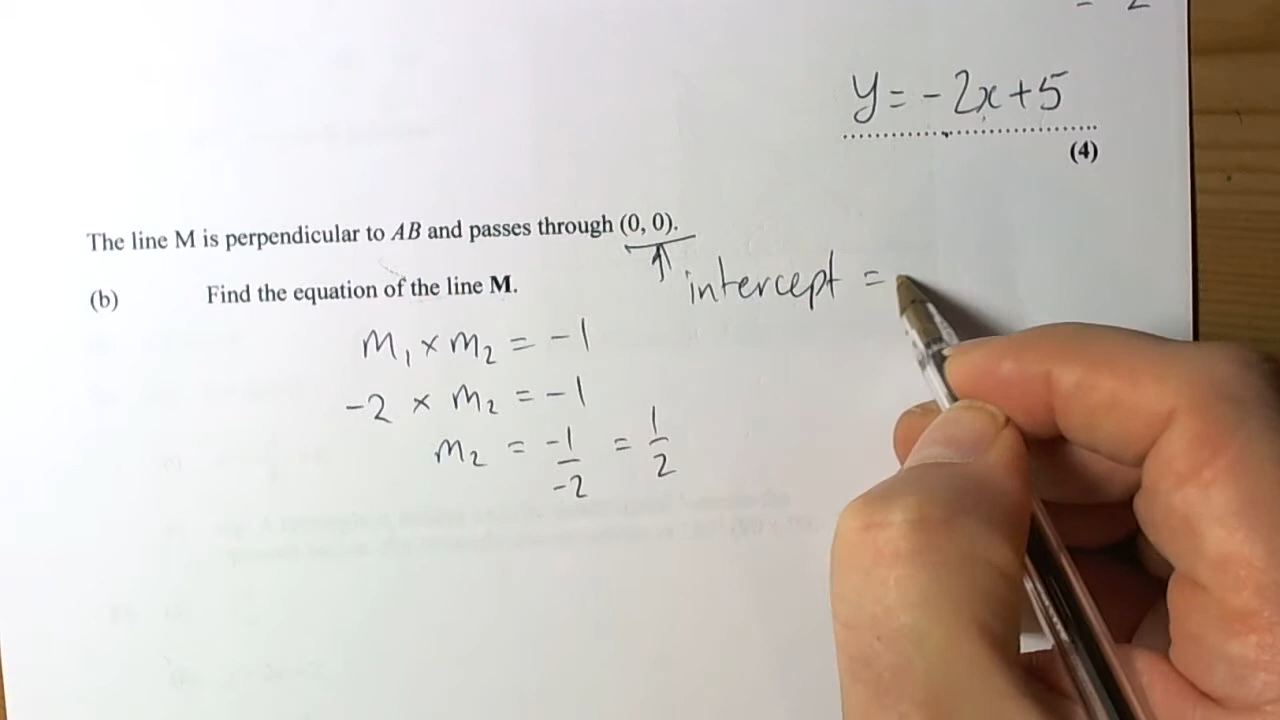 y = -2x+5
(4)
The line M is perpendicular to AB and passes through (0, 0).
intercept =
(b) Find the equation of the line M.
m₁ × m₂ = -1
-2 × m₂ = -1
m₂ = -1/-2 = 1/2